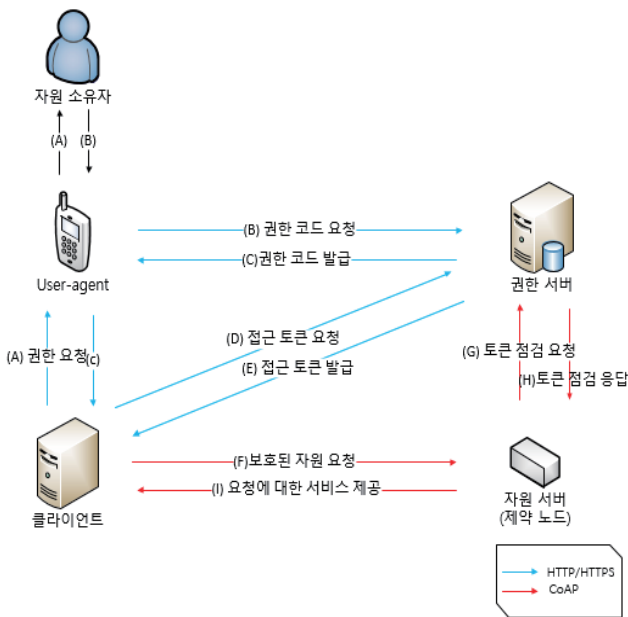 자원 소유자
(A)
(B)
(B) 권한 코드 요청
(C)권한 코드 발급
User-agent
권한 서버
(A) 권한 요청
(c)
(D) 접근 토큰 요청
(E) 접근 토큰 발급
(G) 토큰 점검 요청
(H)토큰 점검 응답
(F)보호된 자원 요청
(I) 요청에 대한 서비스 제공
클라이언트
자원 서버
(제약 노드)
HTTP/HTTPS
CoAP